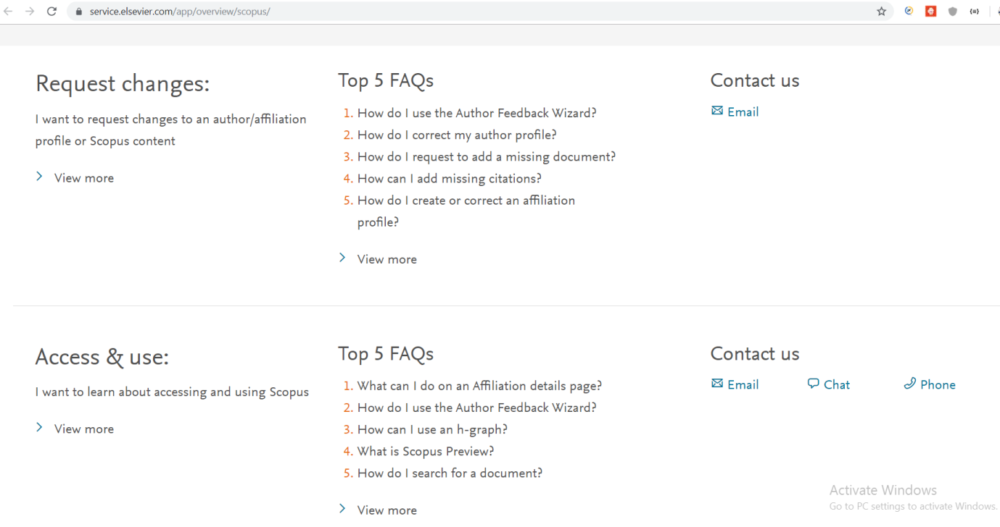 service.elsevier.com/app/overview/scopus/
Request changes:
I want to request changes to an author/affiliation
profile or Scopus content
View more
Top 5 FAQs
1. How do I use the Author Feedback Wizard?
2. How do I correct my author profile?
3. How do I request to add a missing document?
4. How can I add missing citations?
5. How do I create or correct an affiliation
profile?
View more
Contact us
Email
Access & use:
I want to learn about accessing and using Scopus
View more
Top 5 FAQs
1. What can I do on an Affiliation details page?
2. How do I use the Author Feedback Wizard?
3. How can I use an h-graph?
4. What is Scopus Preview?
5. How do I search for a document?
View more
Contact us
Email Chat Phone
Activate Windows
Go to PC settings to activate Windows.